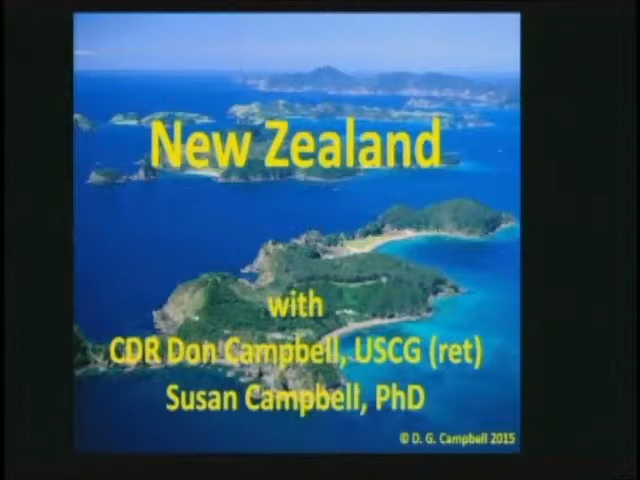 New Zealand
with
CDR Don Campbell, USCG (ret)
Susan Campbell, PhD
© D. G. Campbell 2015